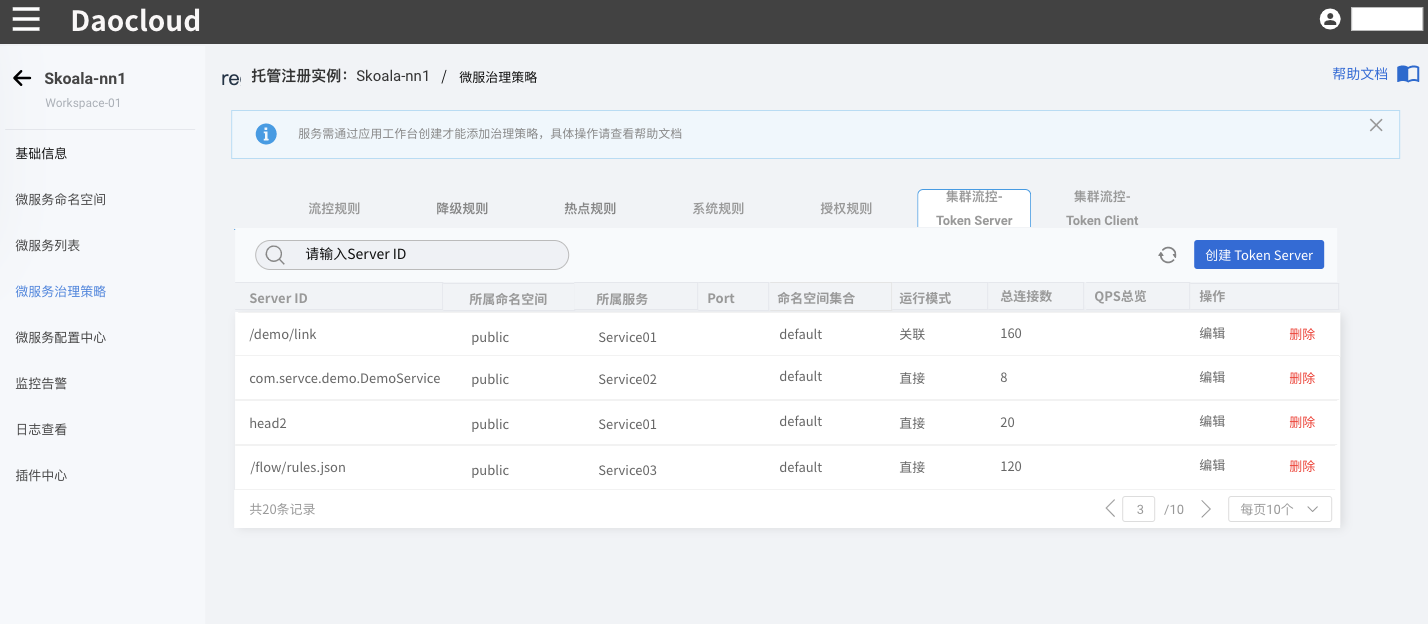 Daocloud
Skoala-nn1
Workspace-01
基础信息
微服务命名空间
微服务列表
微服务治理策略
微服务配置中心
监控告警
日志查看
插件中心
re 托管注册实例： Skoala-nn1 / 微服治理策略
帮助文档
服务需通过应用工作台创建才能添加治理策略，具体操作请查看帮助文档
流控规则 降级规则 热点规则 系统规则 授权规则 集群流控- 集群流控-
Token Server Token Client
请输入Server ID 创建 Token Server
Server ID 所属命名空间 所属服务 Port 命名空间集合 运行模式 总连接数 QPS总览 操作
/demo/link public Service01 default 关联 160 编辑 删除
com.servce.demo.DemoService public Service02 default 直接 8 编辑 删除
head2 public Service01 default 直接 20 编辑 删除
/flow/rules.json public Service03 default 直接 120 编辑 删除
共20条记录 3 /10 每页10个